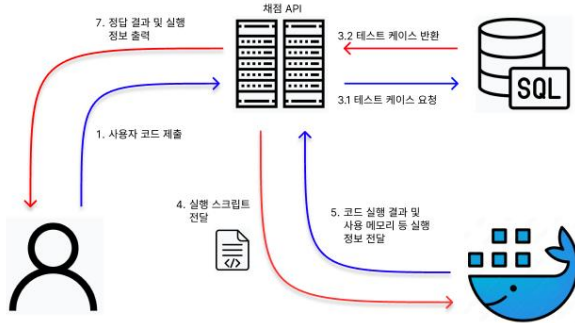 채점 API
7. 정답 결과 및 실행
정보 출력
3.2 테스트 케이스 반환
SQL
3.1 테스트 케이스 요청
1. 사용자 코드 제출
4. 실행 스크립트
전달
</>
5. 코드 실행 결과 및
사용 메모리 등 실행
정보 전달